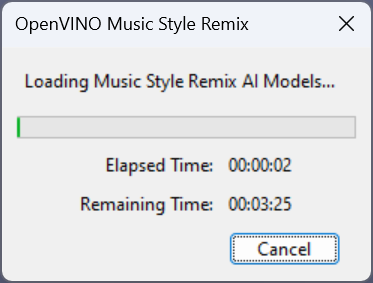 OpenVINO Music Style Remix
Loading Music Style Remix AI Models...
Elapsed Time: 00:00:02
Remaining Time: 00:03:25
Cancel